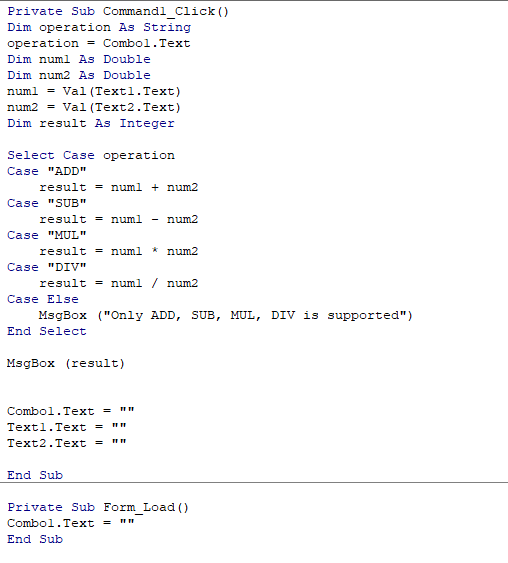 Private Sub Command1_Click()
Dim operation As String
operation = Combo1.Text
Dim num1 As Double
Dim num2 As Double
num1 = Val(Text1.Text)
num2 = Val(Text2.Text)
Dim result As Integer
Select Case operation
Case "ADD"
    result = num1 + num2
Case "SUB"
    result = num1 - num2
Case "MUL"
    result = num1 * num2
Case "DIV"
    result = num1 / num2
Case Else
    MsgBox ("Only ADD, SUB, MUL, DIV is supported")
End Select
MsgBox (result)
Combo1.Text = ""
Text1.Text = ""
Text2.Text = ""
End Sub
Private Sub Form_Load()
Combo1.Text = ""
End Sub